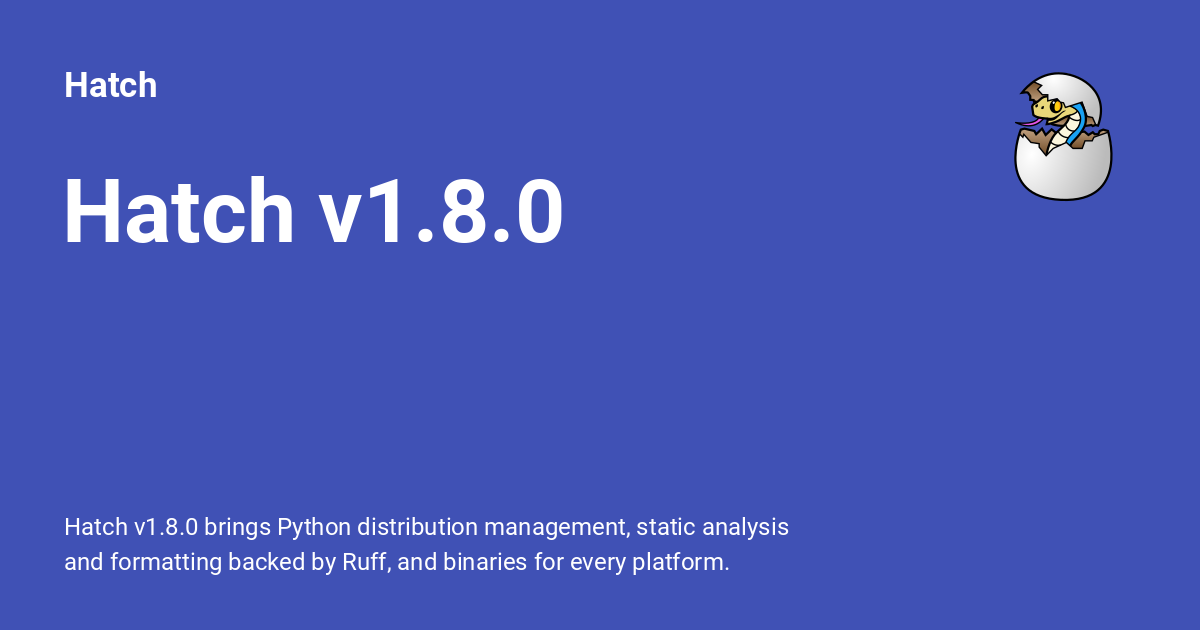 Hatch
Hatch v1.8.0
Hatch v1.8.0 brings Python distribution management, static analysis
and formatting backed by Ruff, and binaries for every platform.